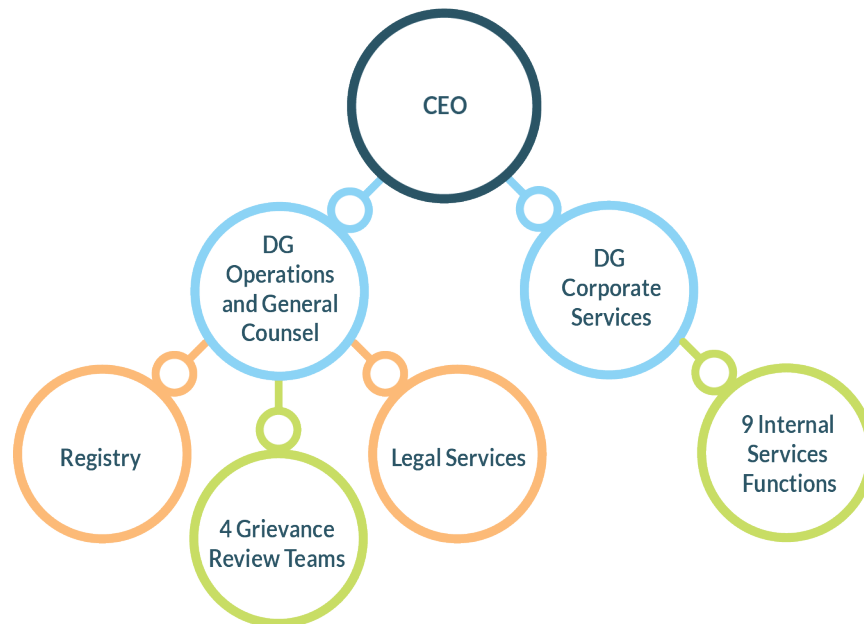 CEO
DG
Operations
and General
Counsel
DG
Corporate
Services
Registry
4 Grievance
Review Teams
Legal Services
9 Internal
Services
Functions